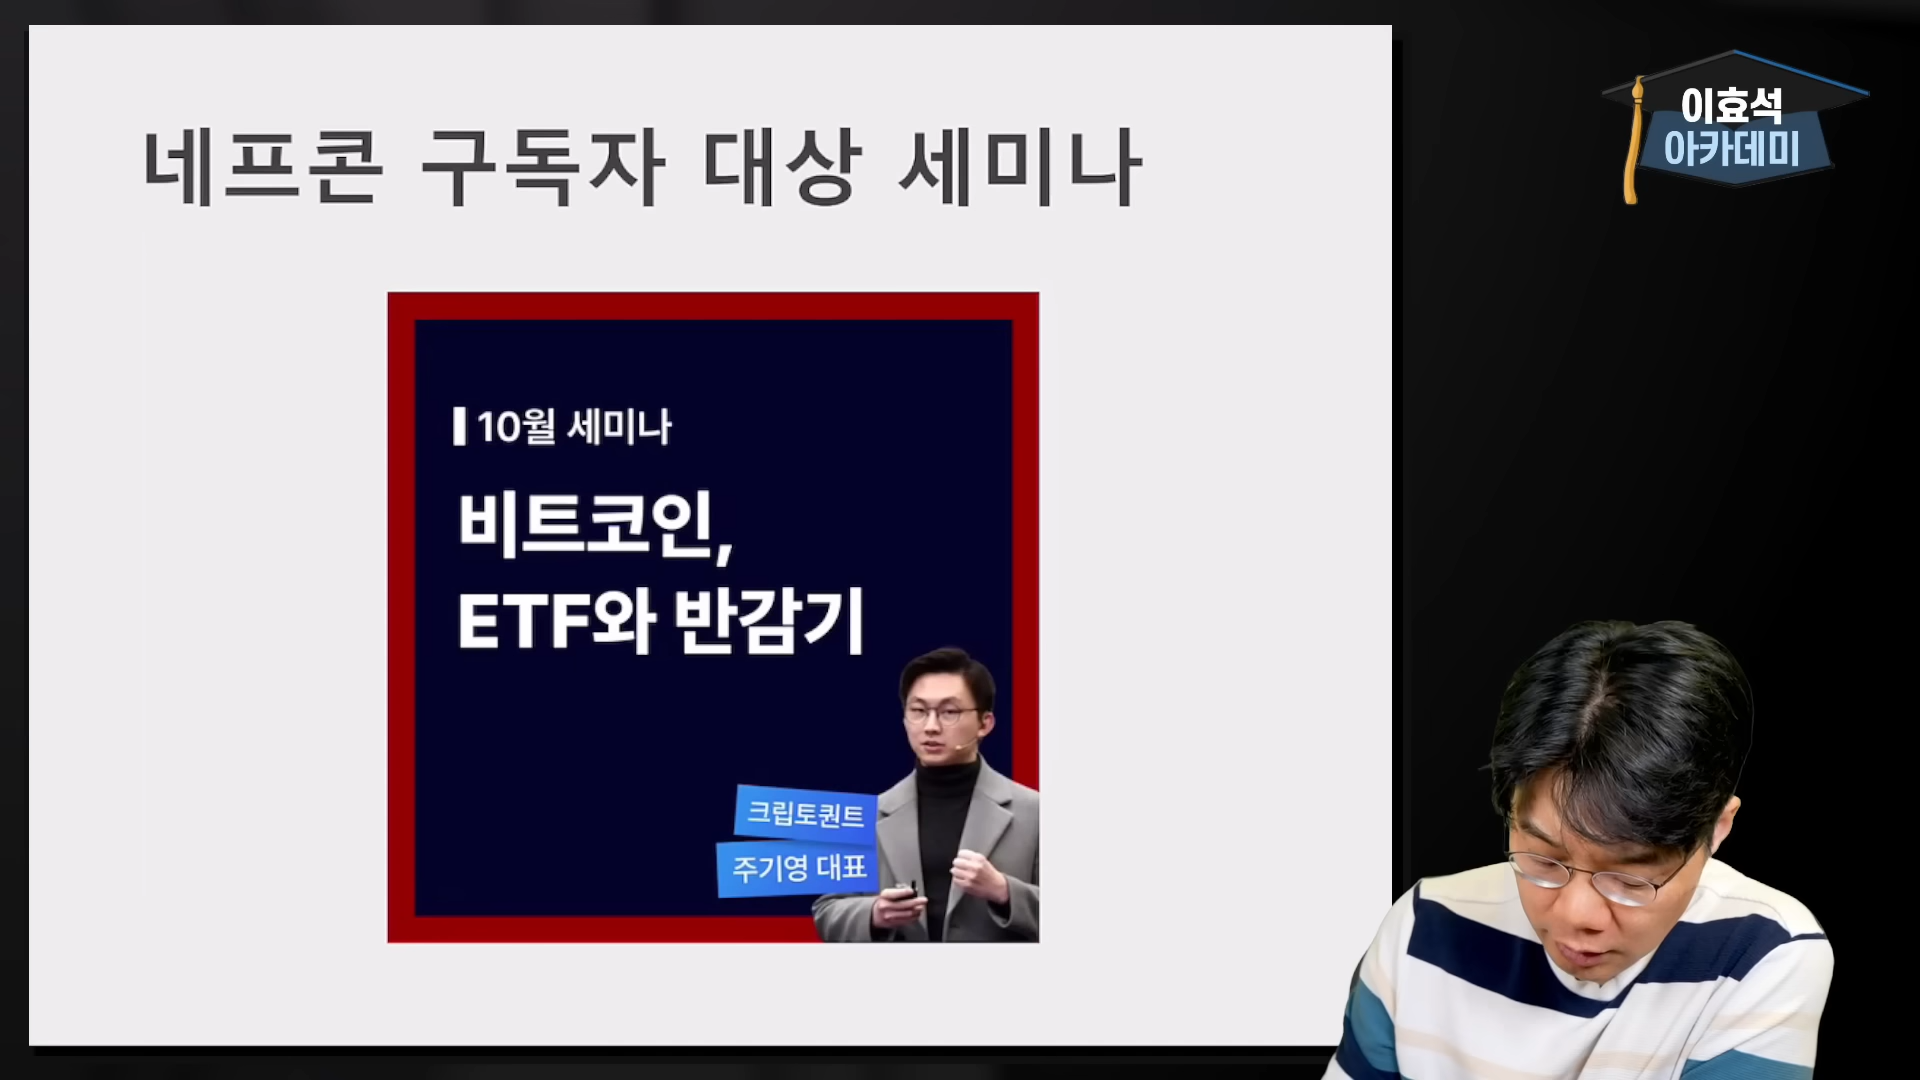 네프콘 구독자 대상 세미나
10월 세미나
비트코인,
ETF와 반감기
크립토퀀트
주기영 대표
이효석
아카데미